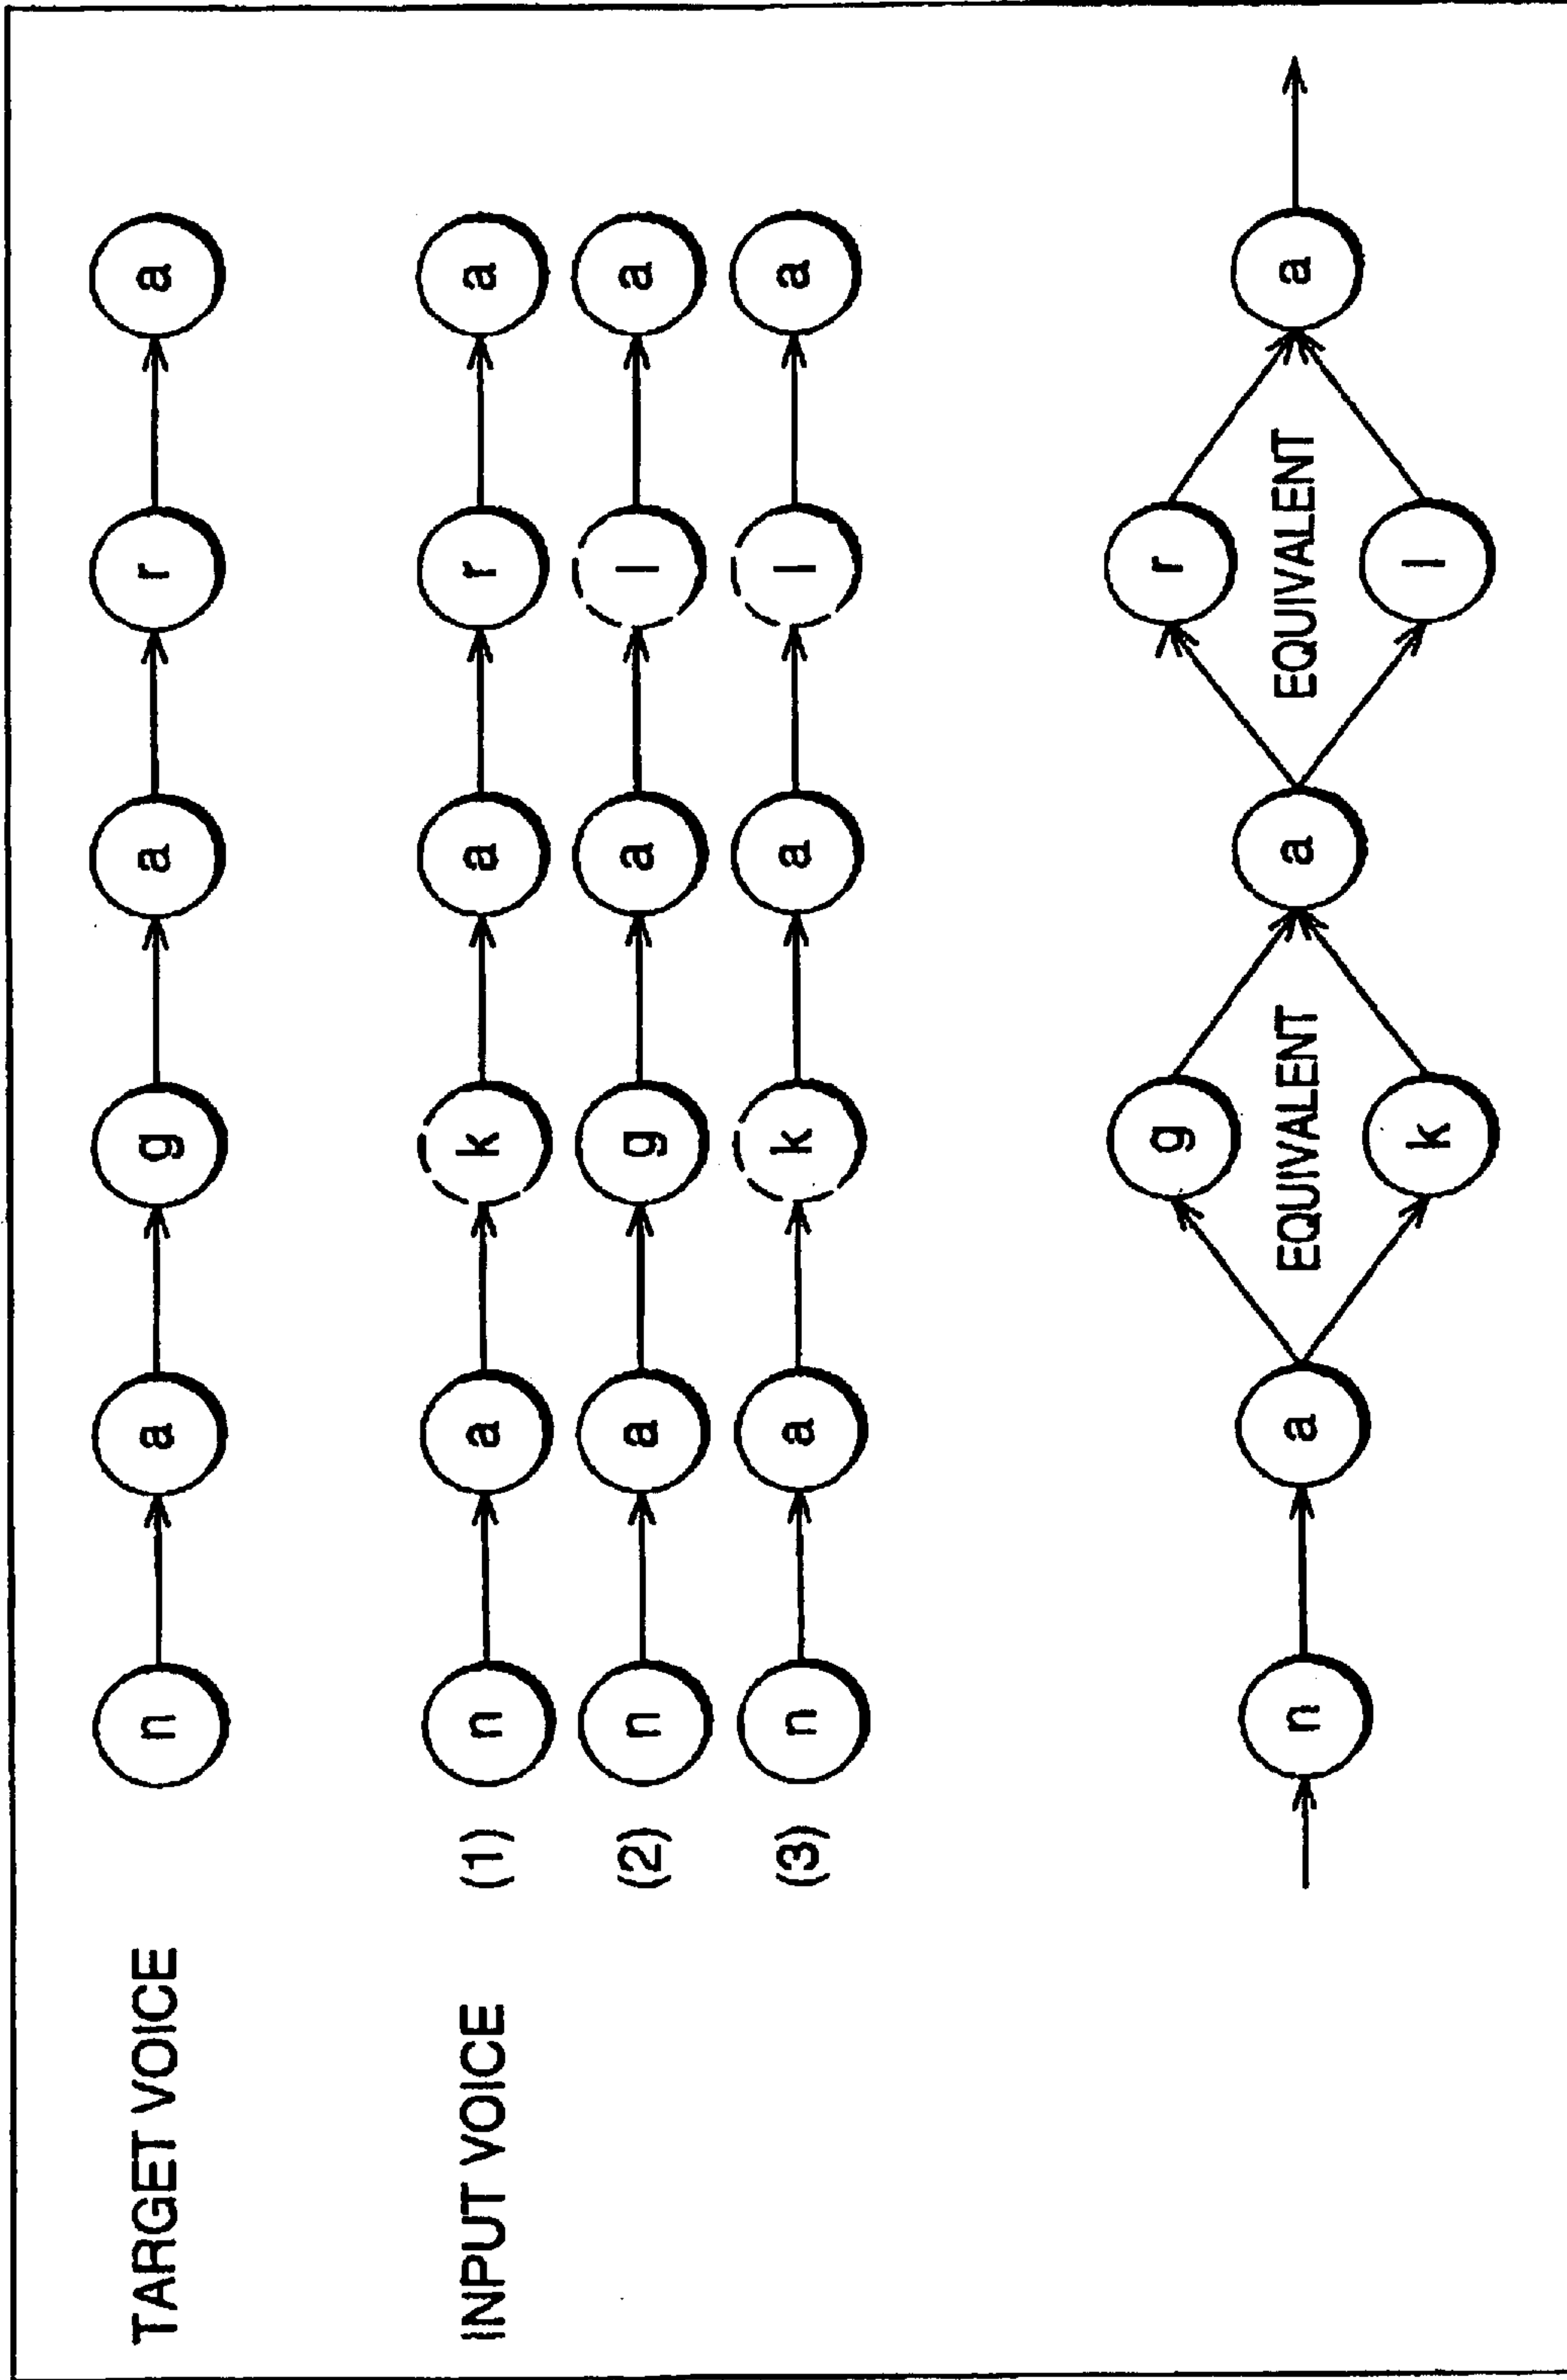 TARGET VOICE n a g a r a
INPUT VOICE (1) n a k a r a
(2) n a g a l a
(3) n a k a l a
g r
n a EQUIVALENT a EQUIVALENT a
k l